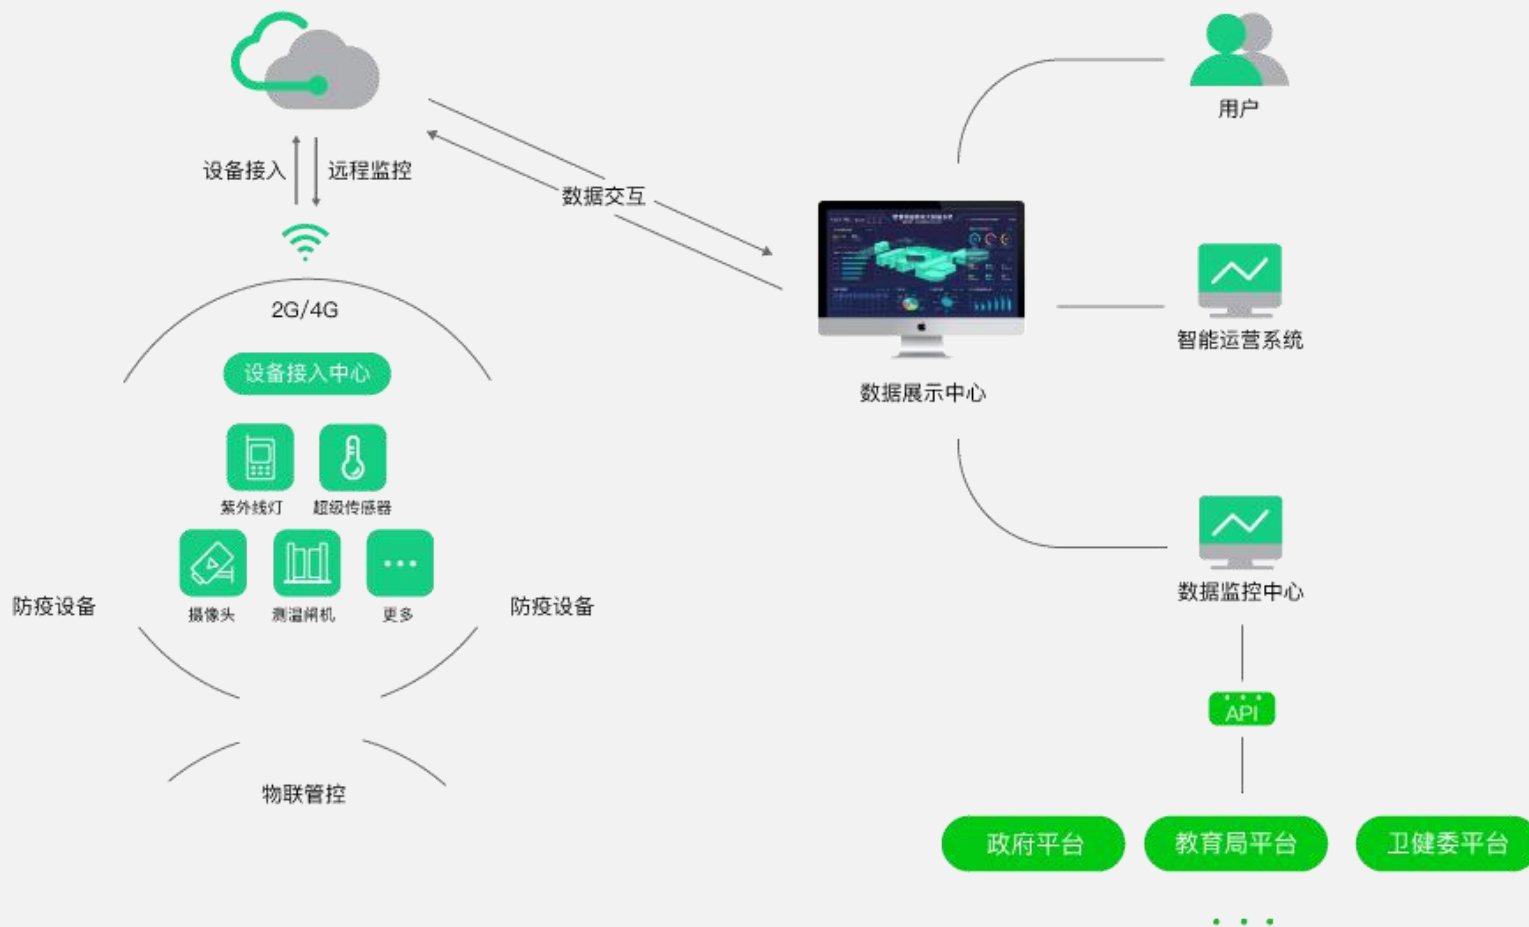 用户
设备接入
远程监控
数据交互
2G/4G
设备接入中心
智能运营系统
数据展示中心
紫外线灯
超级传感器
摄像头
测温闸机
更多
防疫设备
防疫设备
数据监控中心
API
物联管控
政府平台
教育局平台
卫健委平台